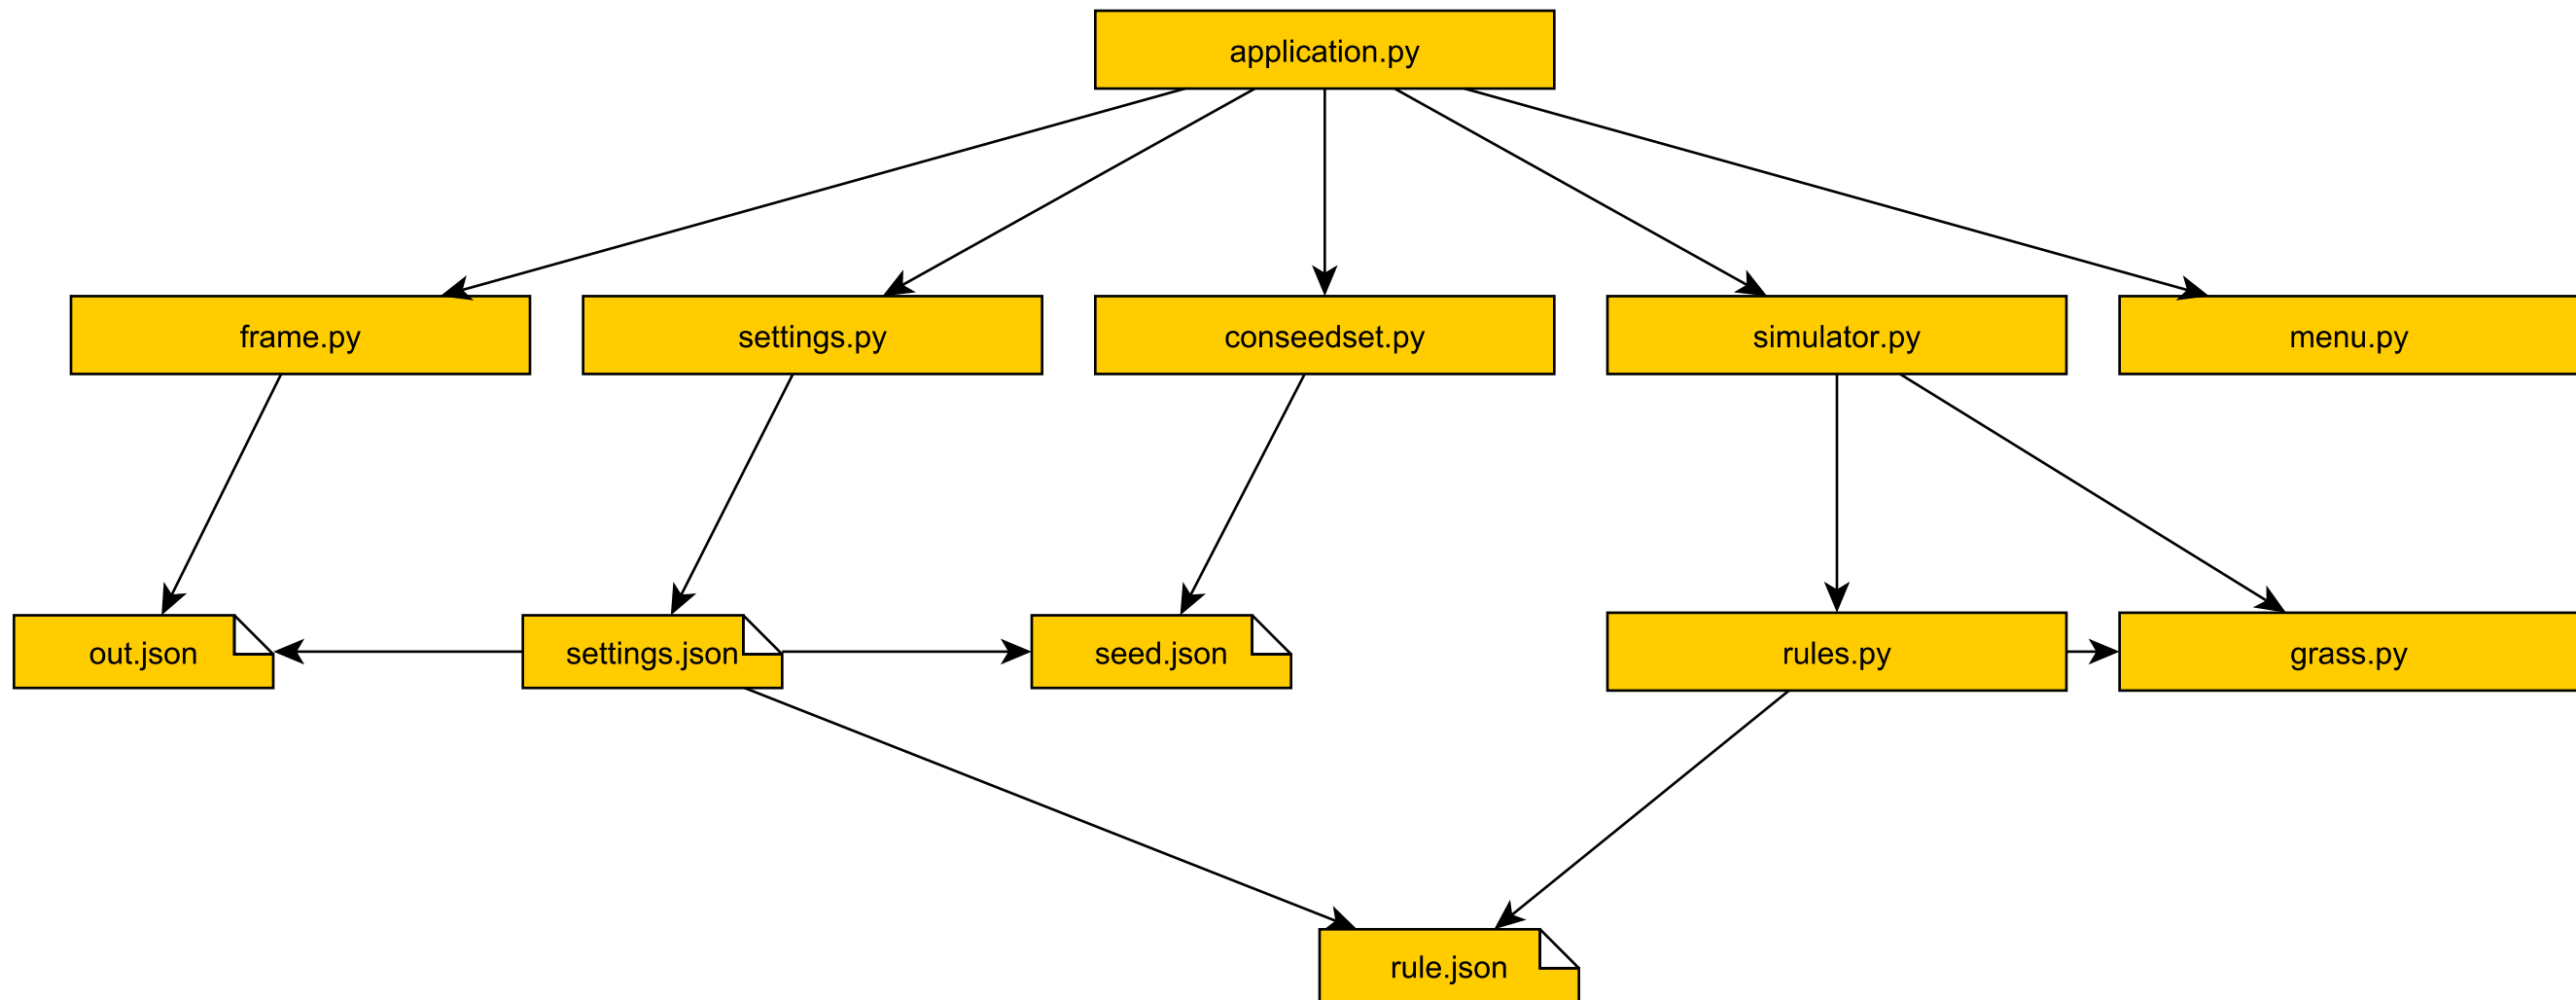 application.py
frame.py
settings.py
conseedset.py
simulator.py
menu.py
out.json
settings.json
seed.json
rules.py
grass.py
rule.json